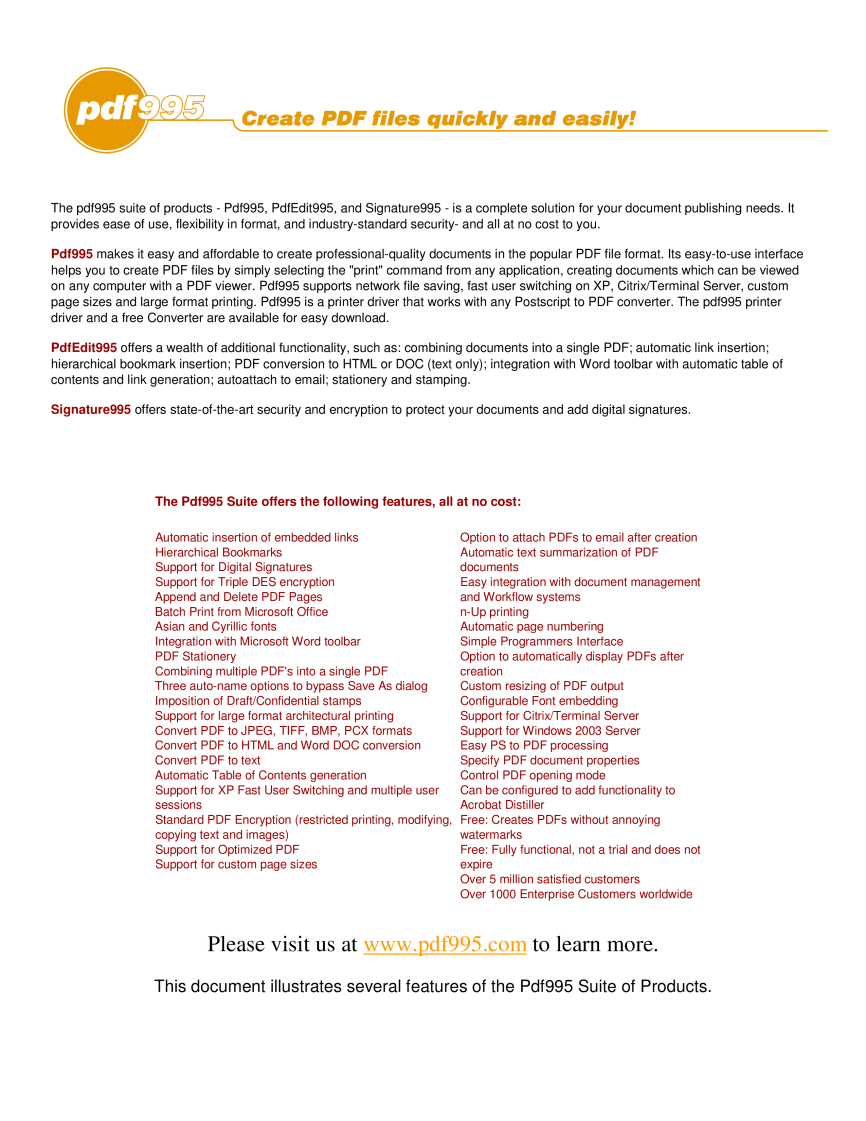 pdf995
Create PDF files quickly and easily!
The pdf995 suite of products - Pdf995, PdfEdit995, and Signature995 - is a complete solution for your document publishing needs. It
provides ease of use, flexibility in format, and industry-standard security- and all at no cost to you.
Pdf995 makes it easy and affordable to create professional-quality documents in the popular PDF file format. Its easy-to-use interface
helps you to create PDF files by simply selecting the "print" command from any application, creating documents which can be viewed
on any computer with a PDF viewer. Pdf995 supports network file saving, fast user switching on XP, Citrix/Terminal Server, custom
page sizes and large format printing. Pdf995 is a printer driver that works with any Postscript to PDF converter. The pdf995 printer
driver and a free Converter are available for easy download.
PdfEdit995 offers a wealth of additional functionality, such as: combining documents into a single PDF; automatic link insertion;
hierarchical bookmark insertion; PDF conversion to HTML or DOC (text only); integration with Word toolbar with automatic table of
contents and link generation; autoattach to email; stationery and stamping.
Signature995 offers state-of-the-art security and encryption to protect your documents and add digital signatures.
The Pdf995 Suite offers the following features, all at no cost:
Automatic insertion of embedded links
Hierarchical Bookmarks
Support for Digital Signatures
Support for Triple DES encryption
Append and Delete PDF Pages
Batch Print from Microsoft Office
Asian and Cyrillic fonts
Integration with Microsoft Word toolbar
PDF Stationery
Combining multiple PDF's into a single PDF
Three auto-name options to bypass Save As dialog
Imposition of Draft/Confidential stamps
Support for large format architectural printing
Convert PDF to JPEG, TIFF, BMP, PCX formats
Convert PDF to HTML and Word DOC conversion
Convert PDF to text
Automatic Table of Contents generation
Support for XP Fast User Switching and multiple user
sessions
Standard PDF Encryption (restricted printing, modifying,
copying text and images)
Support for Optimized PDF
Support for custom page sizes
Option to attach PDFs to email after creation
Automatic text summarization of PDF
documents
Easy integration with document management
and Workflow systems
n-Up printing
Automatic page numbering
Simple Programmers Interface
Option to automatically display PDFs after
creation
Custom resizing of PDF output
Configurable Font embedding
Support for Citrix/Terminal Server
Support for Windows 2003 Server
Easy PS to PDF processing
Specify PDF document properties
Control PDF opening mode
Can be configured to add functionality to
Acrobat Distiller
Free: Creates PDFs without annoying
watermarks
Free: Fully functional, not a trial and does not
expire
Over 5 million satisfied customers
Over 1000 Enterprise Customers worldwide
Please visit us at www.pdf995.com to learn more.
This document illustrates several features of the Pdf995 Suite of Products.